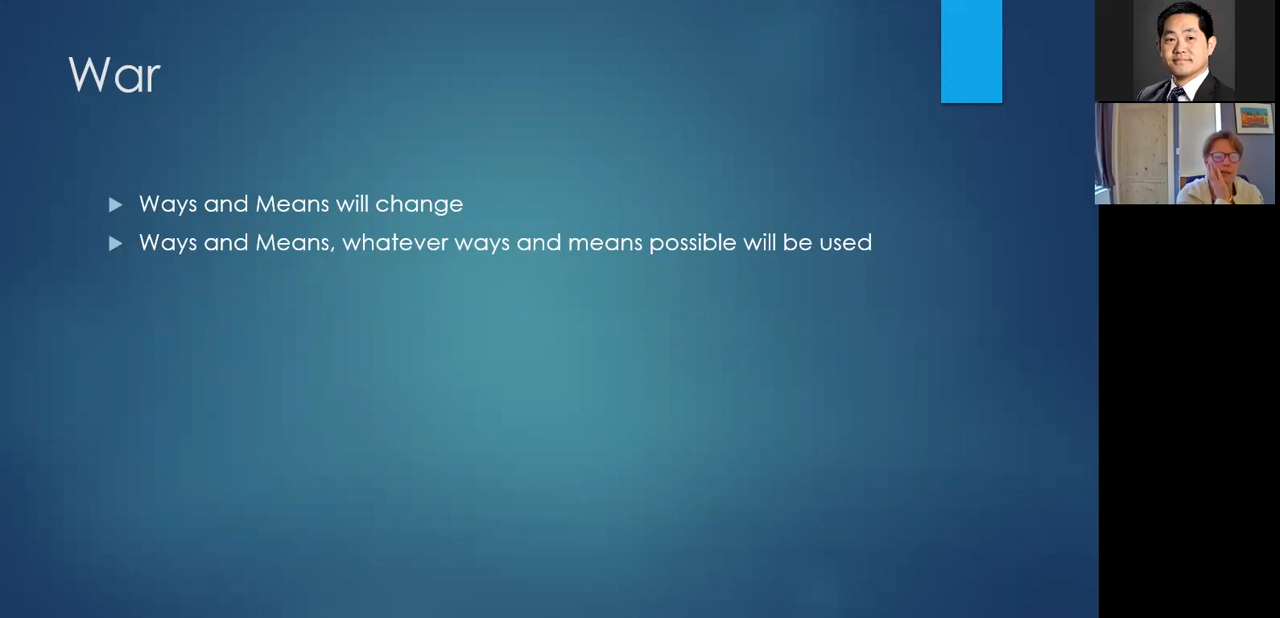 War
Ways and Means will change
Ways and Means, whatever ways and means possible will be used